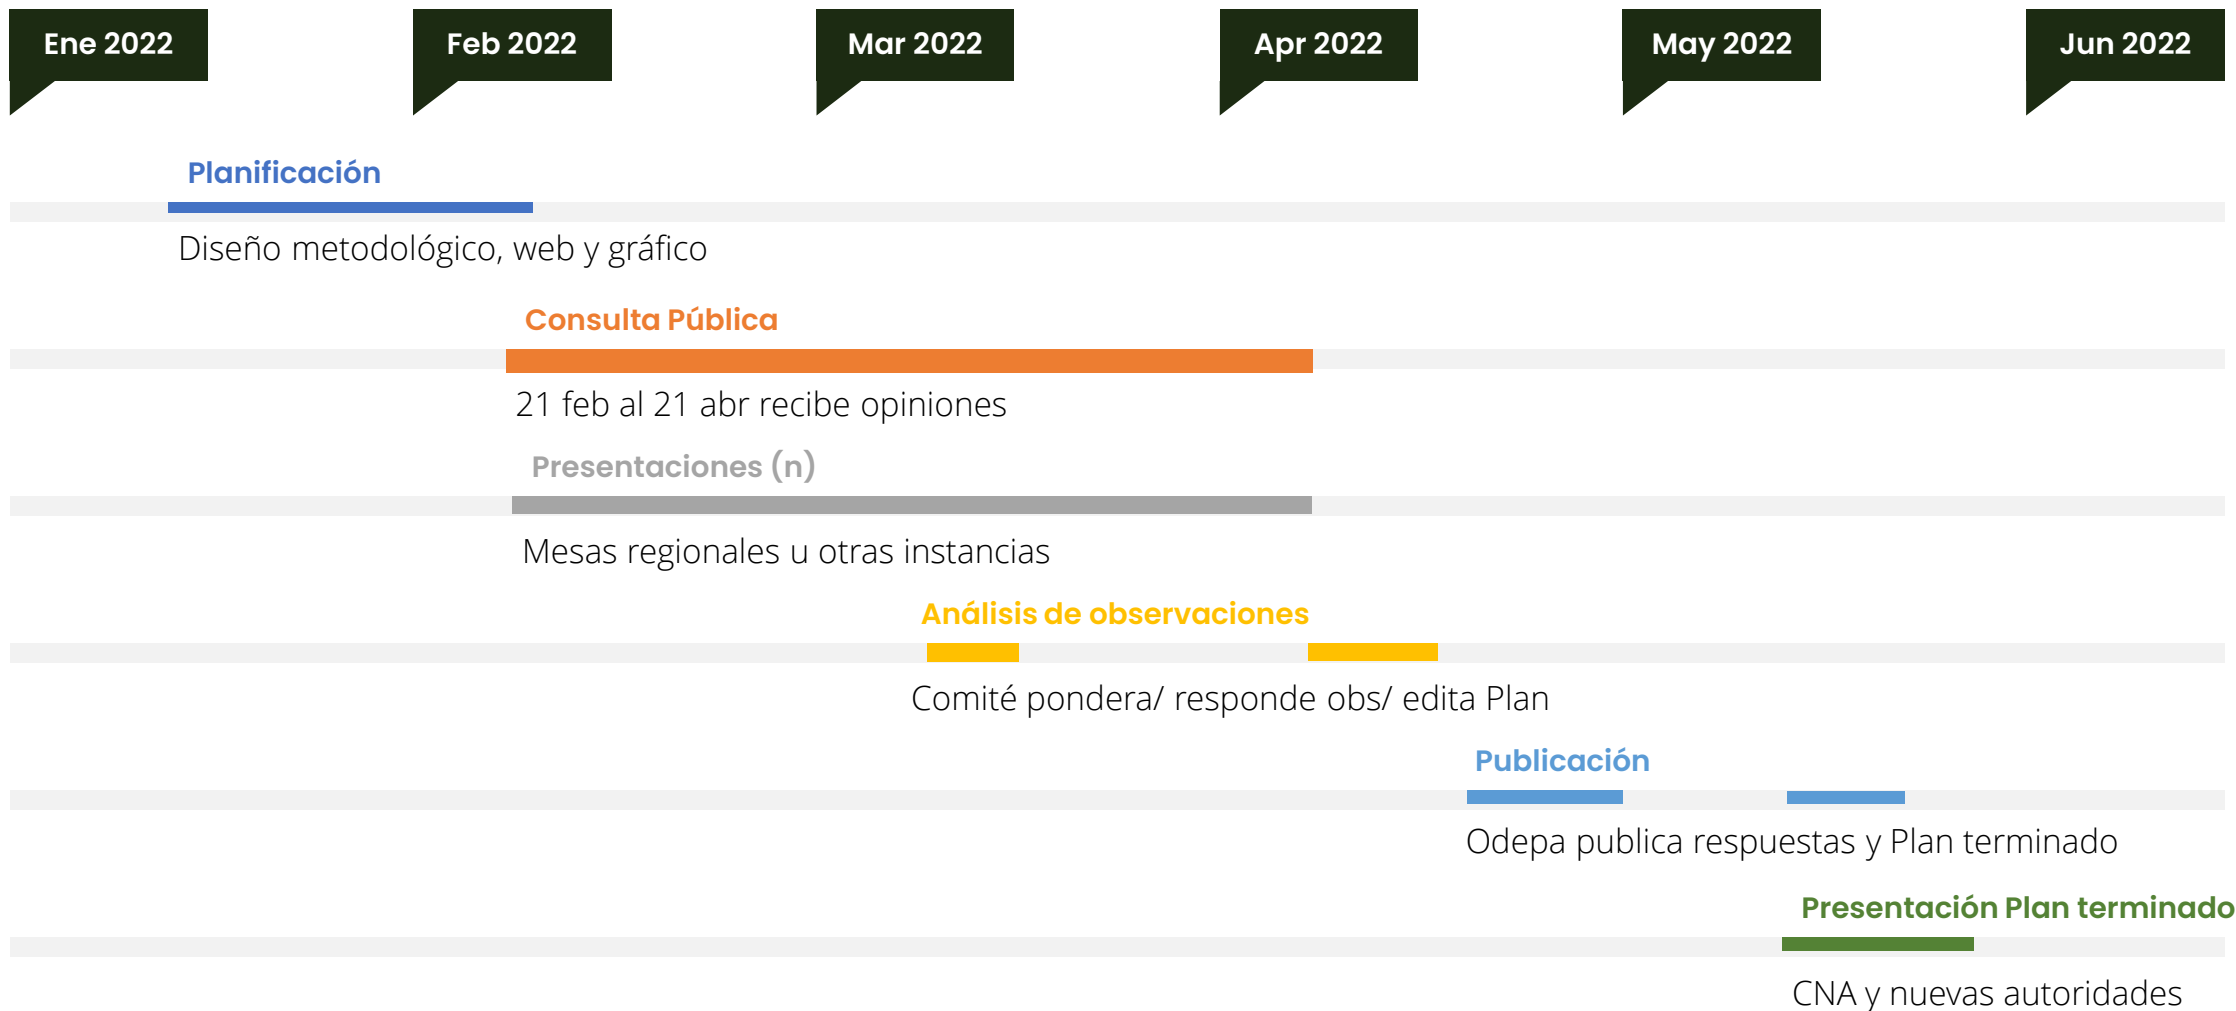 Ene 2022
Feb 2022
Mar 2022
Apr 2022
May 2022
Jun 2022
Planificación
Diseño metodológico, web y gráfico
Consulta Pública
21 feb al 21 abr recibe opiniones
Presentaciones (n)
Mesas regionales u otras instancias
Análisis de observaciones
Comité pondera/ responde obs/ edita Plan
Publicación
Odepa publica respuestas y Plan terminado
Presentación Plan terminado
CNA y nuevas autoridades